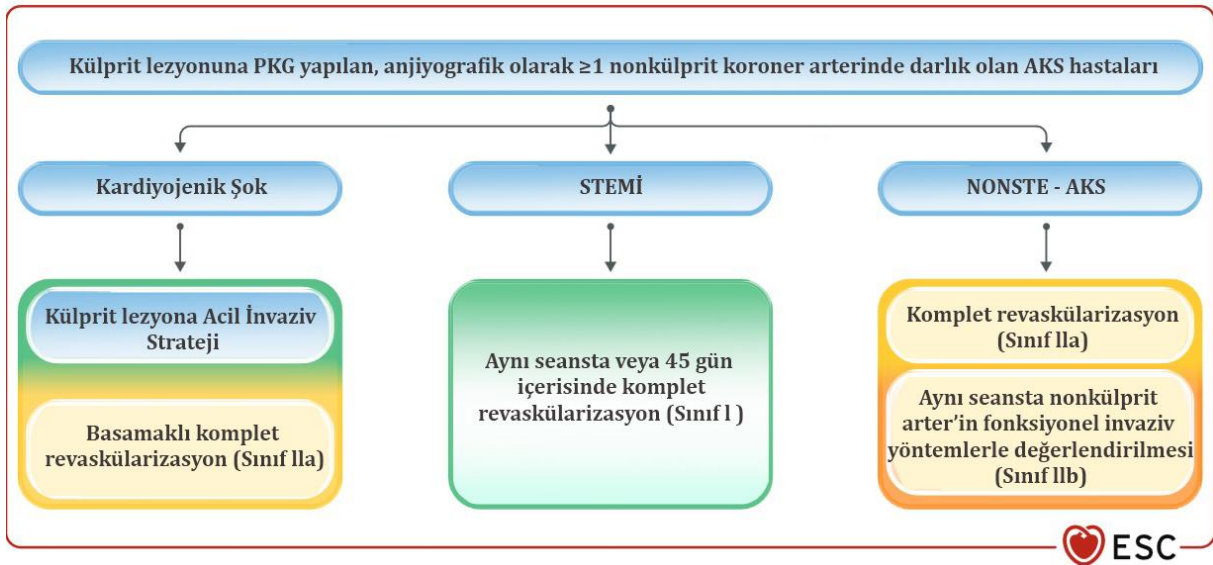 Külprit lezyonuna PKG yapılan, anjiyografik olarak ≥1 nonkülprit koroner arterinde darlık olan AKS hastaları
Kardiyojenik Şok
STEMİ
NONSTE - AKS
Külprit lezyona Acil İnvaziv
Strateji
Basamaklı komplet
revaskülarizasyon (Sınıf lla)
Aynı seansta veya 45 gün
içerisinde komplet
revaskülarizasyon (Sınıf l )
Komplet revaskülarizasyon
(Sınıf lla)
Aynı seansta nonkülprit
arter’in fonksiyonel invaziv
yöntemlerle değerlendirilmesi
(Sınıf llb)
ESC